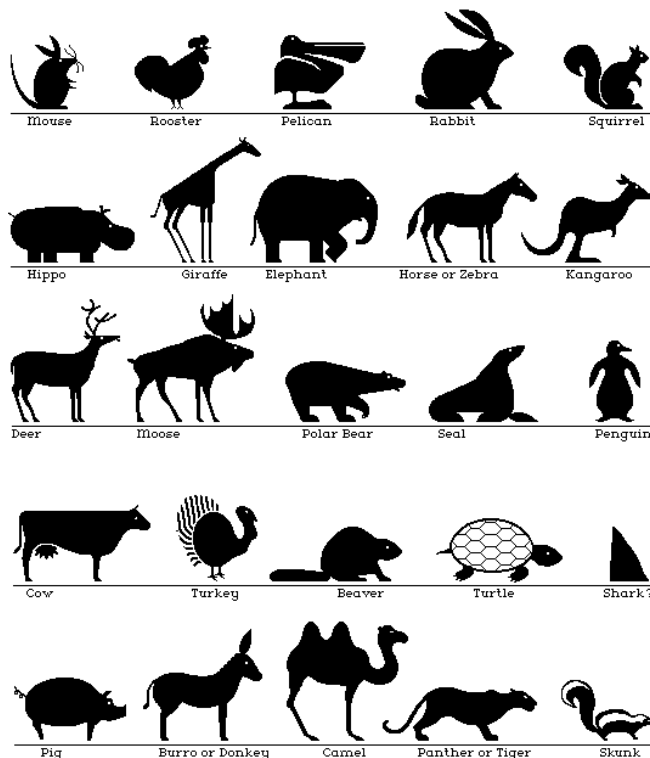 Mouse Rooster Pelican Rabbit Squirrel
Hippo Giraffe Elephant Horse or Zebra Kangaroo
Deer Moose Polar Bear Seal Penguin
Cow Turkey Beaver Turtle Shark?
Pig Burro or Donkey Camel Panther or Tiger Skunk